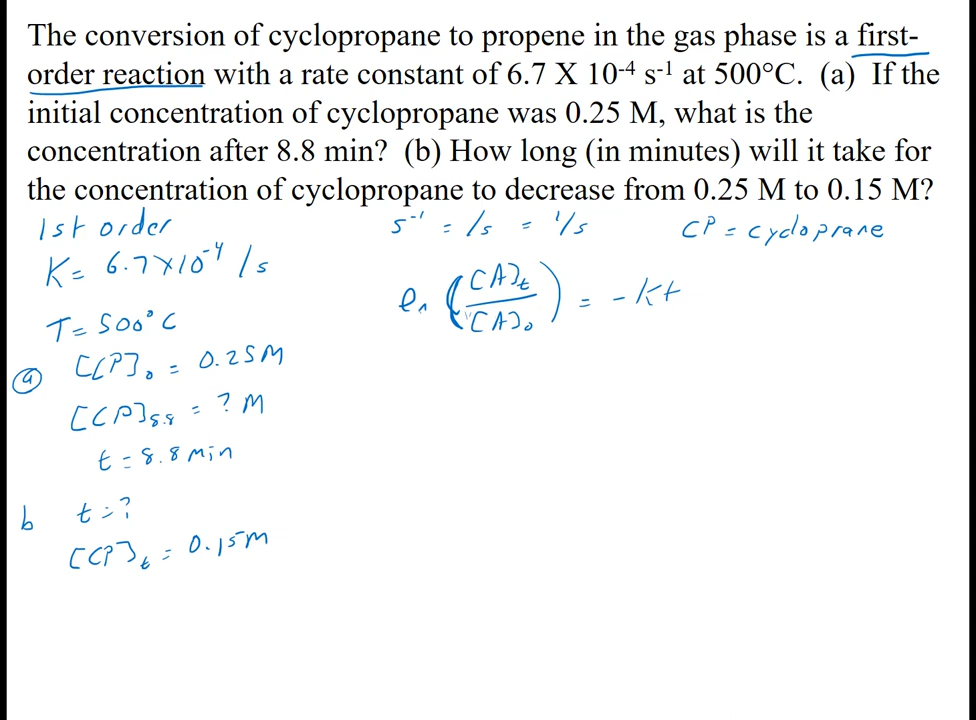 The conversion of cyclopropane to propene in the gas phase is a first-
order reaction with a rate constant of 6.7 X 10⁻⁴ s⁻¹ at 500°C. (a) If the
initial concentration of cyclopropane was 0.25 M, what is the
concentration after 8.8 min? (b) How long (in minutes) will it take for
the concentration of cyclopropane to decrease from 0.25 M to 0.15 M?
1st order
s⁻¹ = /s = ¹/s
CP = cycloprane
K = 6.7×10⁻⁴ /s
ln ([A]t / [A]₀) = -kt
T = 500°C
a [CP]₀ = 0.25M
[CP]8.8 = ? M
t = 8.8 min
b t = ?
[CP]t = 0.15M